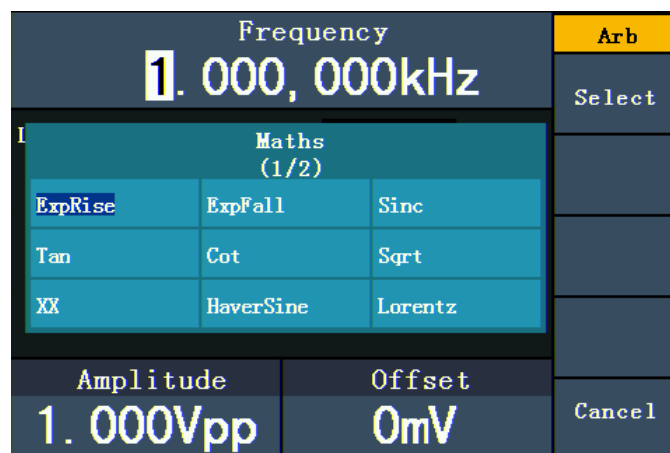 Frequency
1.000,000kHz
Arb
Select
Maths
(1/2)
ExpRise ExpFall Sinc
Tan Cot Sqrt
XX HaverSine Lorentz
Amplitude Offset
1.000Vpp 0mV
Cancel